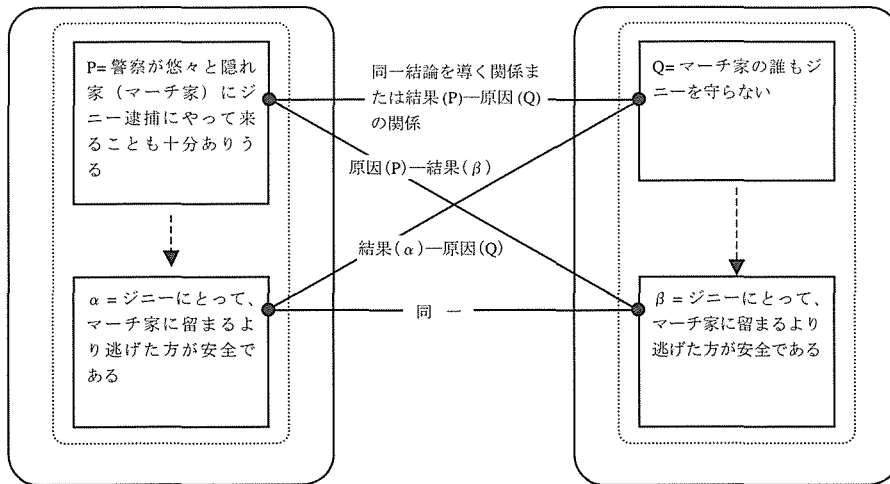 P=警察が悠々と隠れ
家（マーチ家）にジ
ニー逮捕にやって来
ることも十分ありう
る
同一結論を導く関係ま
たは結果(P)―原因(Q)
の関係
Q=マーチ家の誰もジ
ニーを守らない
原因(P)―結果(β)
結果(α)―原因(Q)
α＝ジニーにとって、
マーチ家に留まるよ
り逃げた方が安全で
ある
同 一
β＝ジニーにとって、
マーチ家に留まるより
逃げた方が安全である